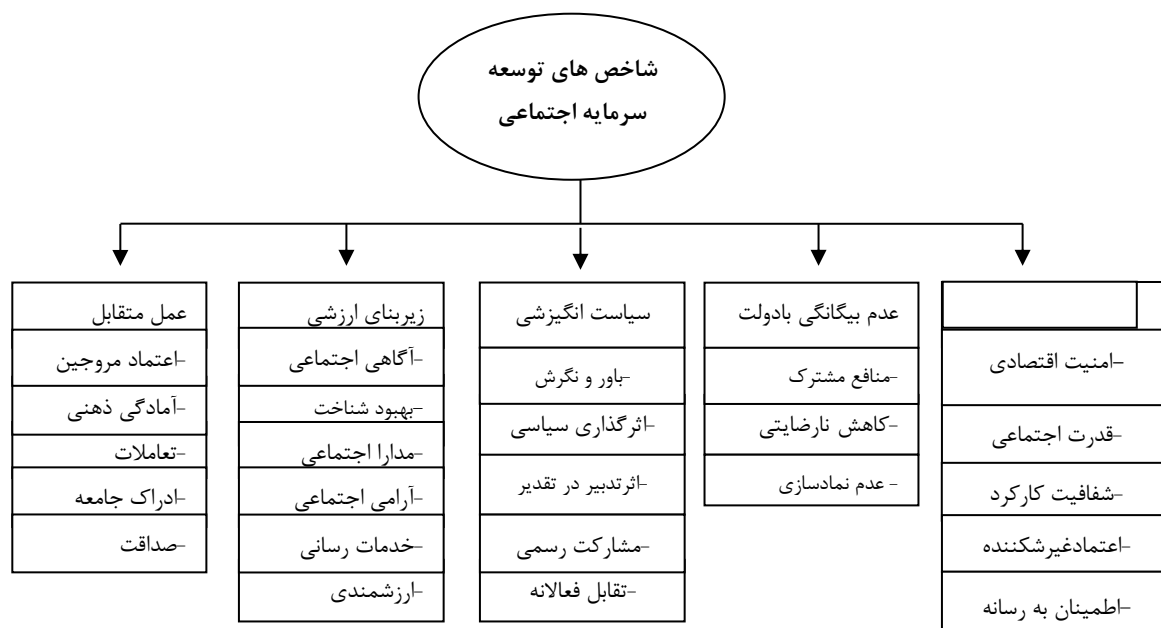 شاخص های توسعه
سرمایه اجتماعی
عدم بیگانگی بادولت
سیاست انگیزشی
زیربنای ارزشی
عمل متقابل
-امنیت اقتصادی
-قدرت اجتماعی
-شفافیت کارکرد
-اعتمادغیرشکننده
-اطمینان به رسانه
-منافع مشترک
-کاهش نارضایتی
- عدم نمادسازی
-باور و نگرش
-اثرگذاری سیاسی
-اثرتدبیر در تقدیر
-مشارکت رسمی
-تقابل فعالانه
-آگاهی اجتماعی
-بهبود شناخت
-مدارا اجتماعی
-آرامی اجتماعی
-خدمات رسانی
-ارزشمندی
-اعتماد مروجین
-آمادگی ذهنی
-تعاملات
-ادراک جامعه
-صداقت